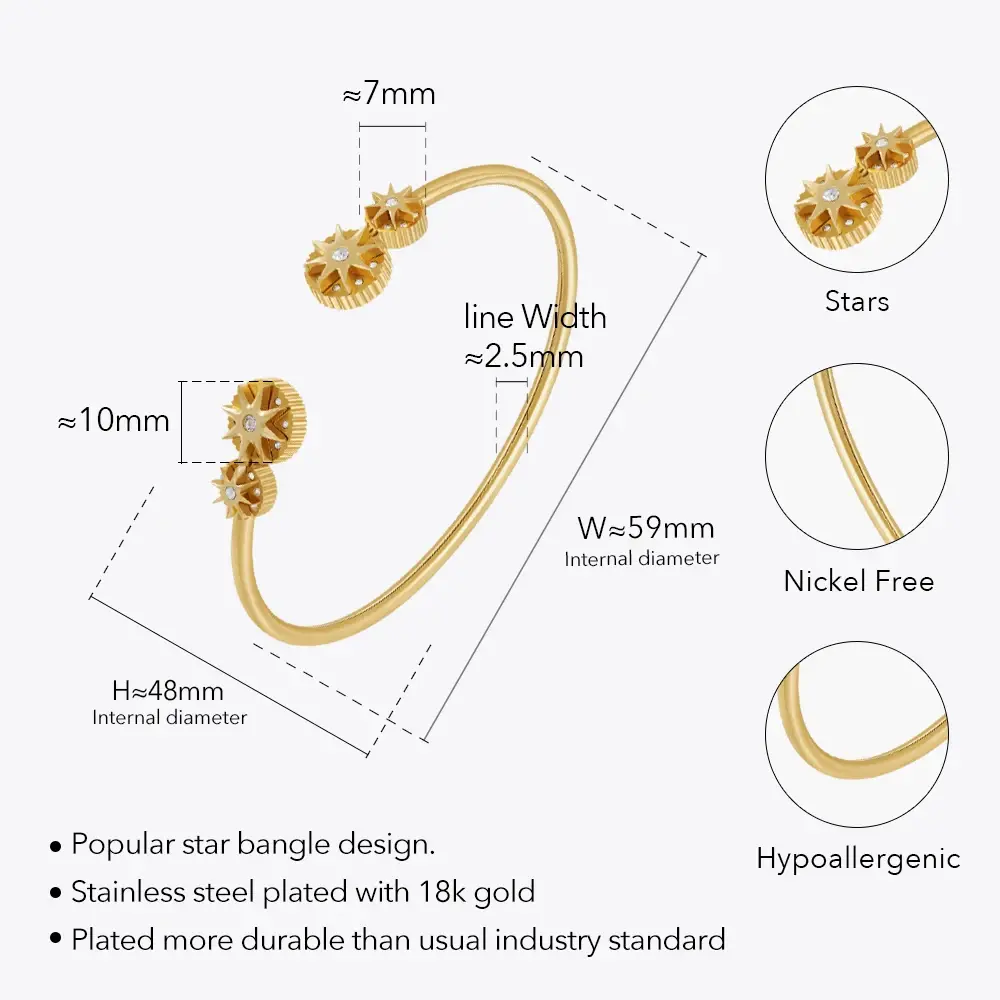 ≈7mm
line Width
≈2.5mm
≈10mm
W≈59mm
Internal diameter
H≈48mm
Internal diameter
Stars
Nickel Free
Hypoallergenic
• Popular star bangle design.
• Stainless steel plated with 18k gold
• Plated more durable than usual industry standard